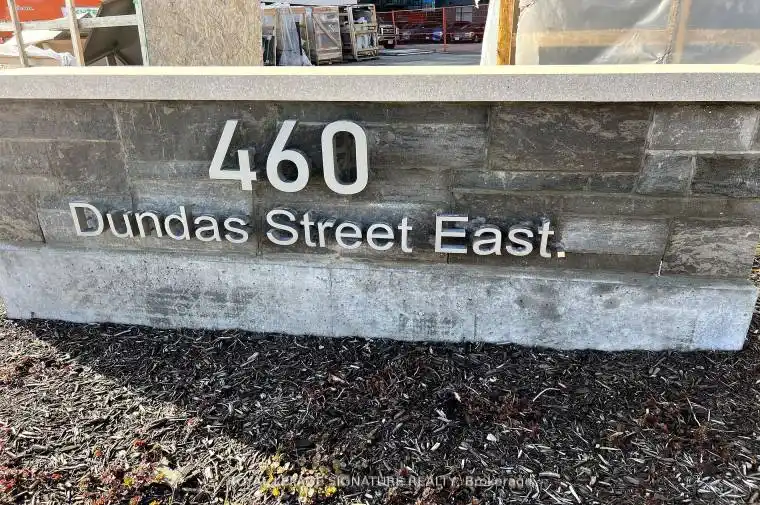 460
Dundas Street East.
ROYAL LEPAGE SIGNATURE REALTY, Brokerage